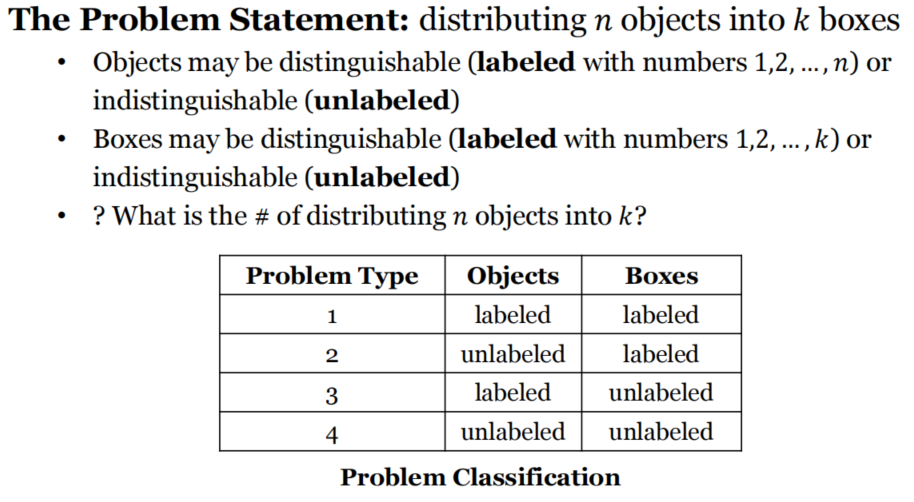 The Problem Statement: distributing n objects into k boxes
• Objects may be distinguishable (labeled with numbers 1,2, … , n) or
indistinguishable (unlabeled)
• Boxes may be distinguishable (labeled with numbers 1,2, … , k) or
indistinguishable (unlabeled)
• ? What is the # of distributing n objects into k?
Problem Type Objects Boxes
1 labeled labeled
2 unlabeled labeled
3 labeled unlabeled
4 unlabeled unlabeled
Problem Classification